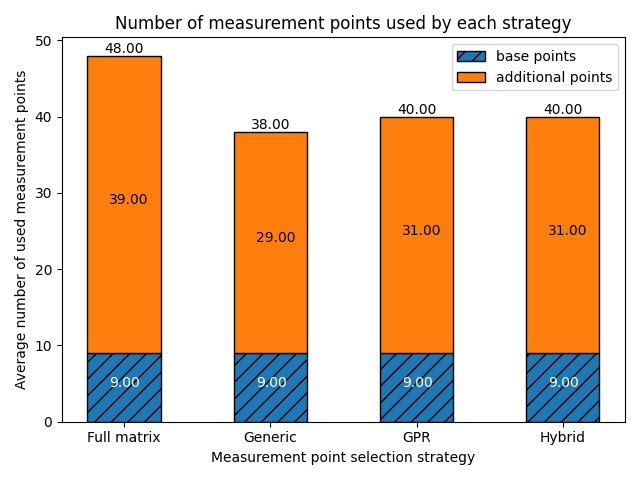 Number of measurement points used by each strategy
base points
additional points
Average number of used measurement points
50
40
30
20
10
0
48.00
38.00
40.00
40.00
39.00
29.00
31.00
31.00
9.00
9.00
9.00
9.00
Full matrix
Generic
GPR
Hybrid
Measurement point selection strategy